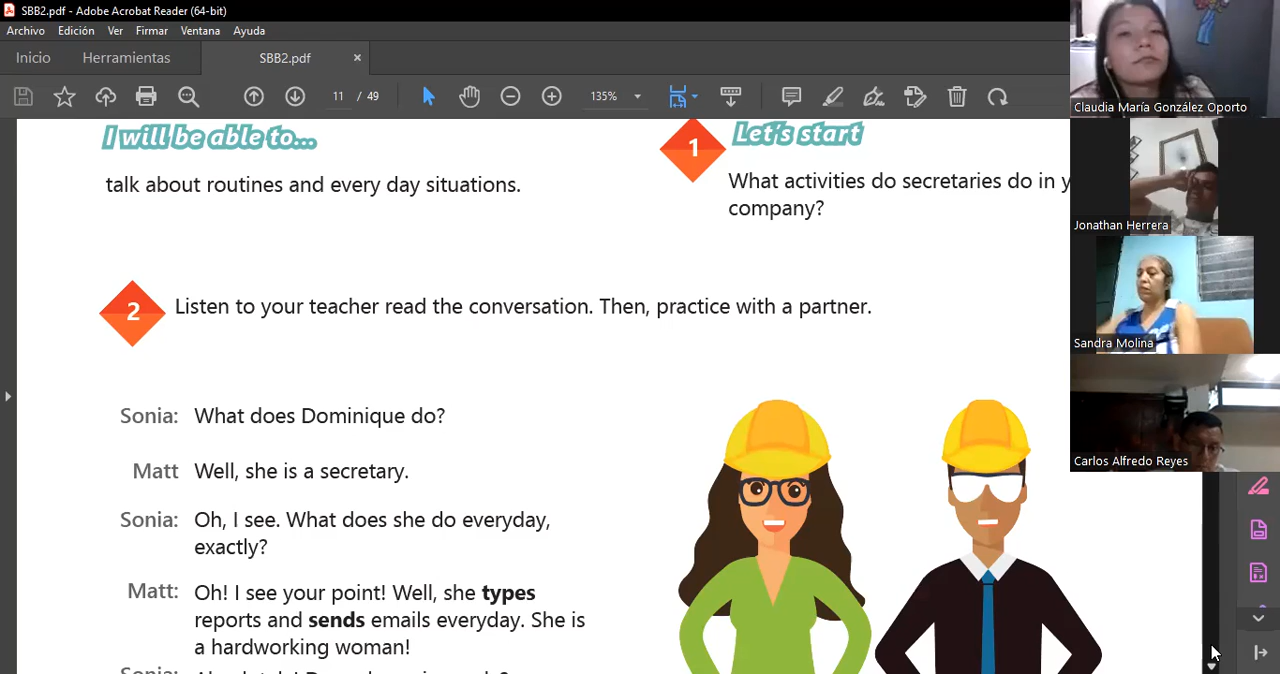 SBB2.pdf - Adobe Acrobat Reader (64-bit)
Archivo Edición Ver Firmar Ventana Ayuda
Inicio Herramientas SBB2.pdf ×
11 / 49 135%
I will be able to...
talk about routines and every day situations.
1 Let's start
What activities do secretaries do in y
company?
2 Listen to your teacher read the conversation. Then, practice with a partner.
Sonia: What does Dominique do?
Matt Well, she is a secretary.
Sonia: Oh, I see. What does she do everyday,
exactly?
Matt: Oh! I see your point! Well, she types
reports and sends emails everyday. She is
a hardworking woman!
Sonia:
Claudia María González Oporto
Jonathan Herrera
Sandra Molina
Carlos Alfredo Reyes